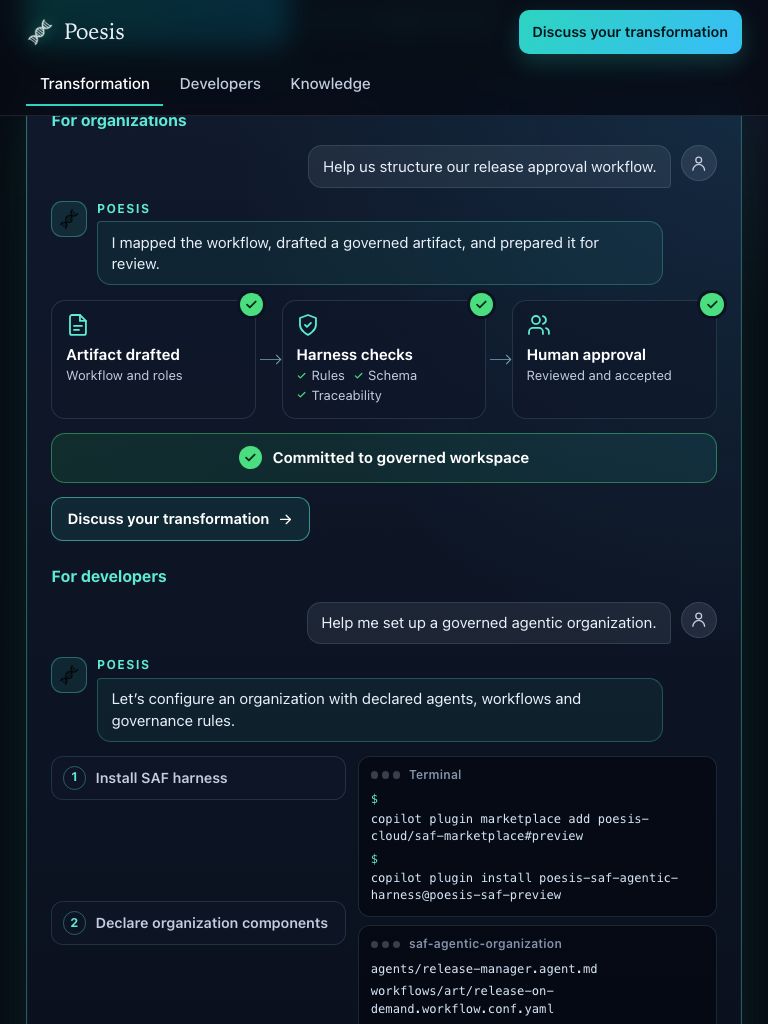 Poesis
Discuss your transformation
Transformation
Developers
Knowledge
For organizations
Help us structure our release approval workflow.
POESIS
I mapped the workflow, drafted a governed artifact, and prepared it for
review.
Artifact drafted
Workflow and roles
Harness checks
Rules
Schema
Traceability
Human approval
Reviewed and accepted
Committed to governed workspace
Discuss your transformation →
For developers
Help me set up a governed agentic organization.
POESIS
Let’s configure an organization with declared agents, workflows and
governance rules.
1 Install SAF harness
Terminal
$
copilot plugin marketplace add poesis-
cloud/saf-marketplace#preview
$
copilot plugin install poesis-saf-agentic-
harness@poesis-saf-preview
2 Declare organization components
saf-agentic-organization
agents/release-manager.agent.md
workflows/art/release-on-
demand.workflow.conf.yaml